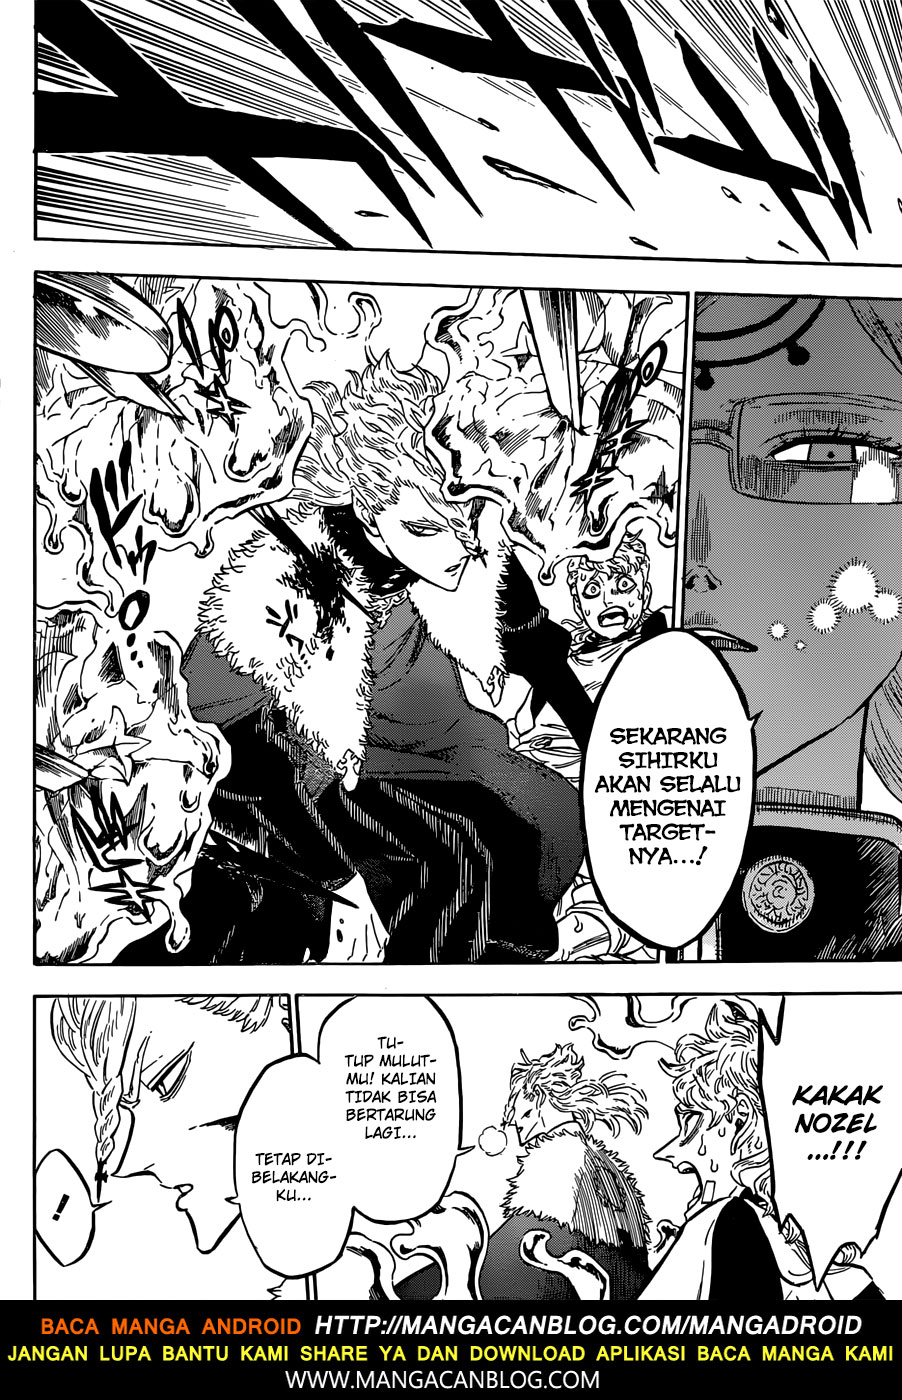 SEKARANG
SIHIRKU
AKAN SELALU
MENGENAI
TARGET-
NYA...!
KAKAK
NOZEL
...!!!
TU-
TUP MULUT-
MU! KALIAN
TIDAK BISA
BERTARUNG
LAGI...
TETAP DI-
BELAKANG-
KU...
!
BACA MANGA ANDROID HTTP://MANGACANBLOG.COM/MANGADROID
JANGAN LUPA BANTU KAMI SHARE YA DAN DOWNLOAD APLIKASI BACA MANGA KAMI
WWW.MANGACANBLOG.COM